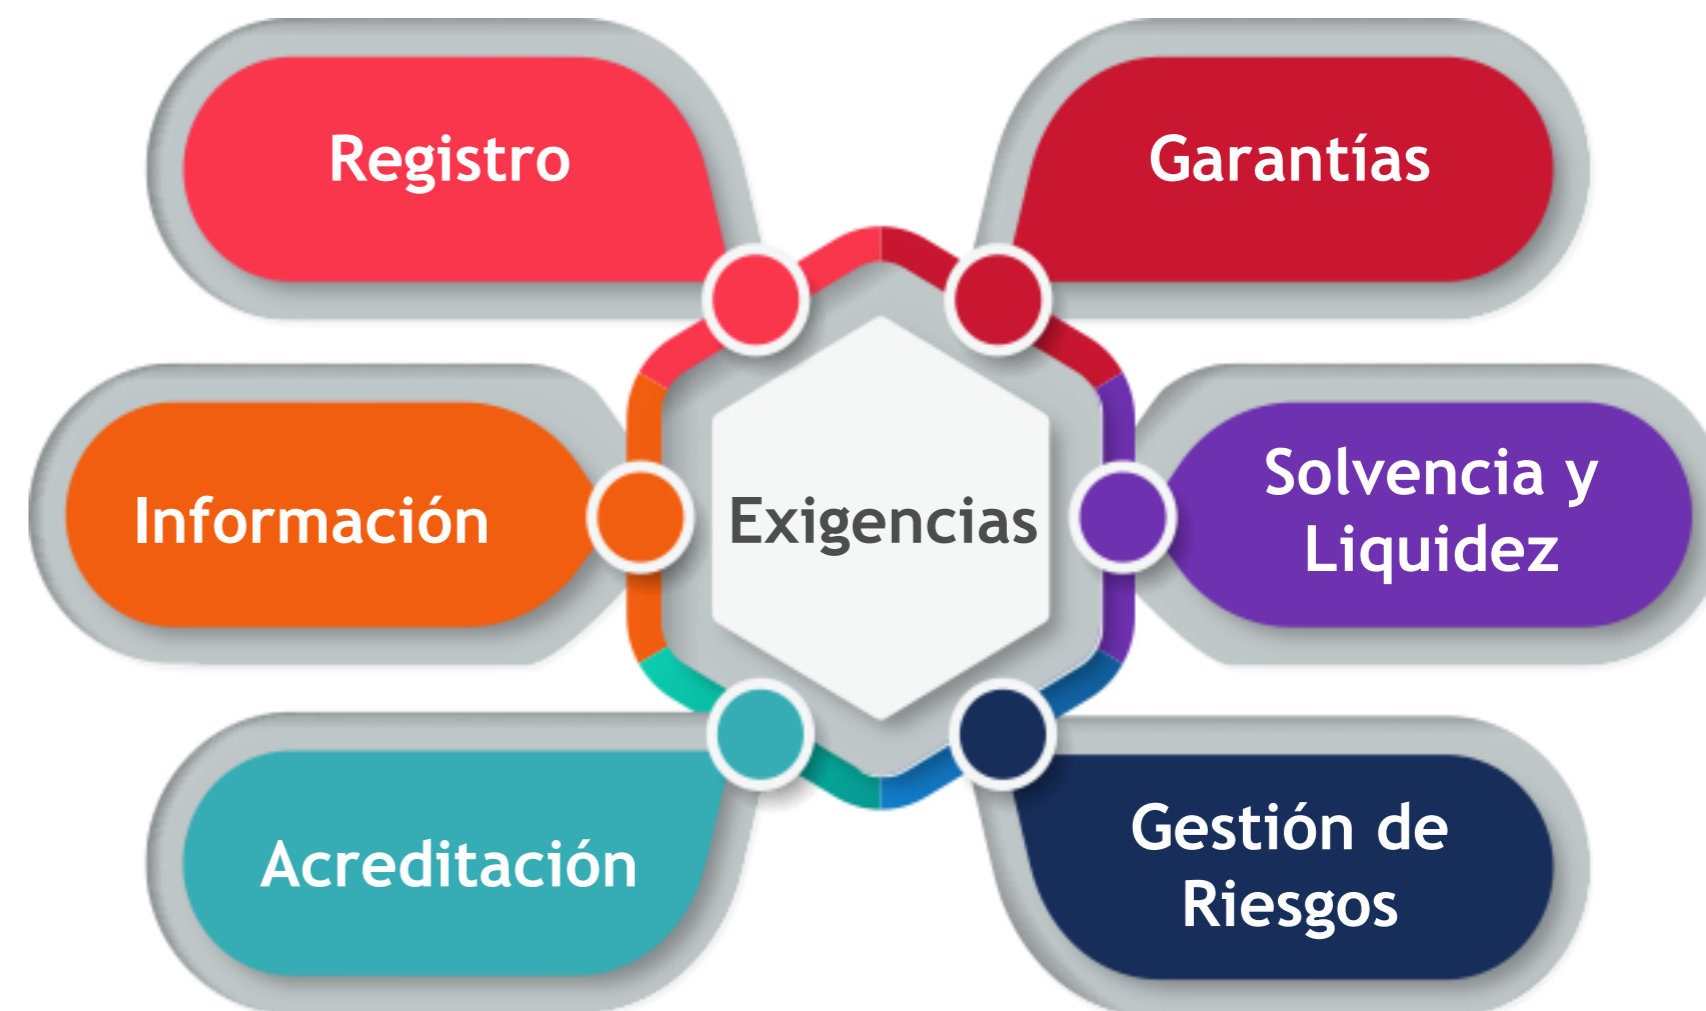 Registro
Garantías
Información
Exigencias
Solvencia y
Liquidez
Acreditación
Gestión de
Riesgos